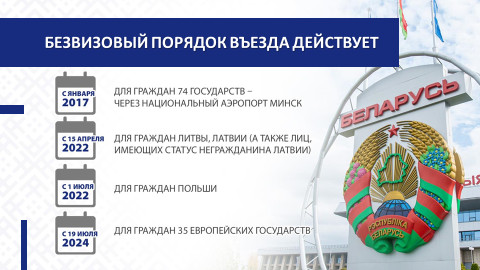 БЕЗВИЗОВЫЙ ПОРЯДОК ВЪЕЗДА ДЕЙСТВУЕТ
С ЯНВАРЯ
2017
ДЛЯ ГРАЖДАН 74 ГОСУДАРСТВ –
ЧЕРЕЗ НАЦИОНАЛЬНЫЙ АЭРОПОРТ МИНСК
С 15 АПРЕЛЯ
2022
ДЛЯ ГРАЖДАН ЛИТВЫ, ЛАТВИИ (А ТАКЖЕ ЛИЦ,
ИМЕЮЩИХ СТАТУС НЕГРАЖДАНИНА ЛАТВИИ)
С 1 ИЮЛЯ
2022
ДЛЯ ГРАЖДАН ПОЛЬШИ
С 19 ИЮЛЯ
2024
ДЛЯ ГРАЖДАН 35 ЕВРОПЕЙСКИХ ГОСУДАРСТВ
БЕЛАРУСЬ
РЭСПУБЛІКА
БЕЛАРУСЬ